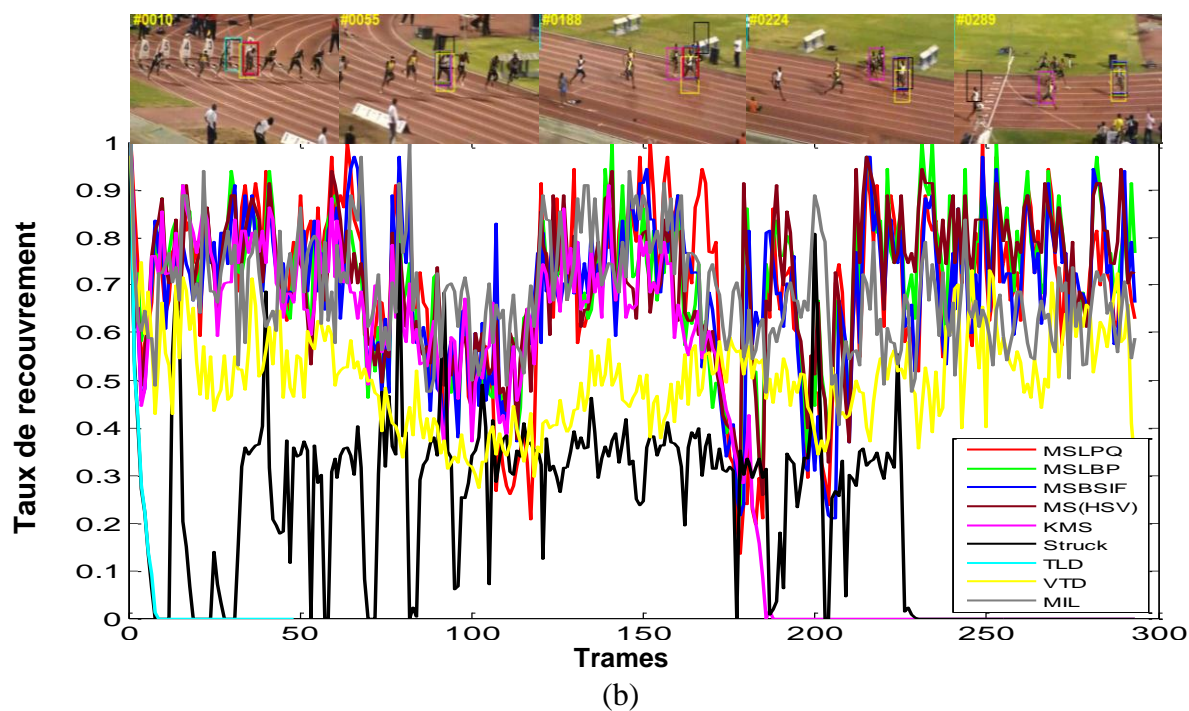 #0010 #0055 #0188 #0224 #0289
1
0.9
0.8
0.7
0.6
0.5
0.4
0.3
0.2
0.1
0
Taux de recouvrement
MSLPQ
MSLBP
MSBSIF
MS(HSV)
KMS
Struck
TLD
VTD
MIL
0 50 100 150 200 250 300
Trames
(b)